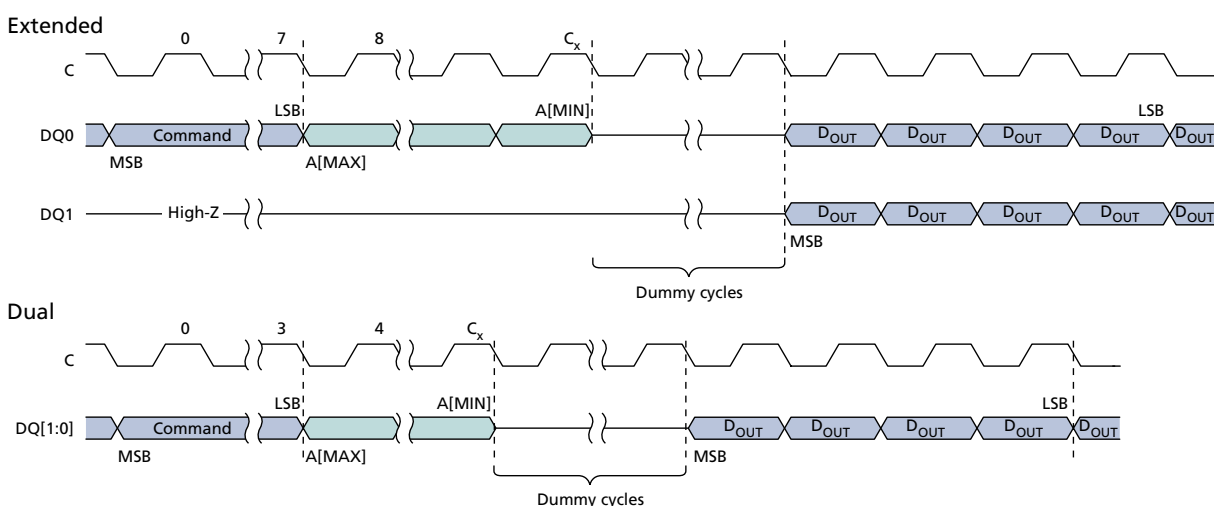 Extended
0 7 8 Cx
C
LSB A[MIN] LSB
DQ0 Command DOUT DOUT DOUT DOUT DOUT
MSB A[MAX]
DQ1 High-Z DOUT DOUT DOUT DOUT DOUT
MSB
Dummy cycles
Dual
0 3 4 Cx
C
LSB A[MIN] LSB
DQ[1:0] Command DOUT DOUT DOUT DOUT DOUT
MSB A[MAX] MSB
Dummy cycles